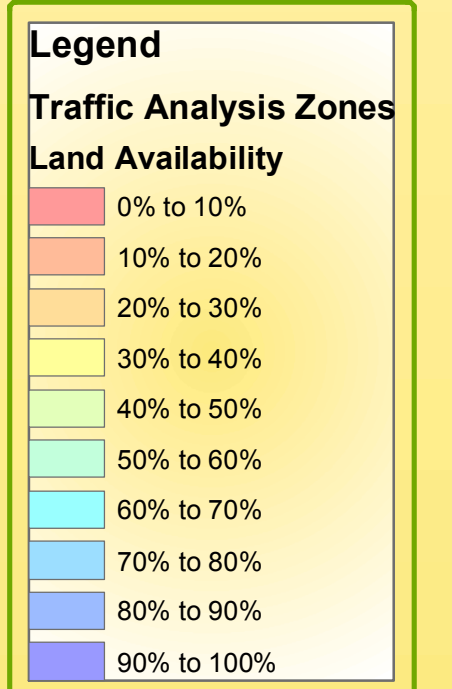 Legend
Traffic Analysis Zones
Land Availability
0% to 10%
10% to 20%
20% to 30%
30% to 40%
40% to 50%
50% to 60%
60% to 70%
70% to 80%
80% to 90%
90% to 100%